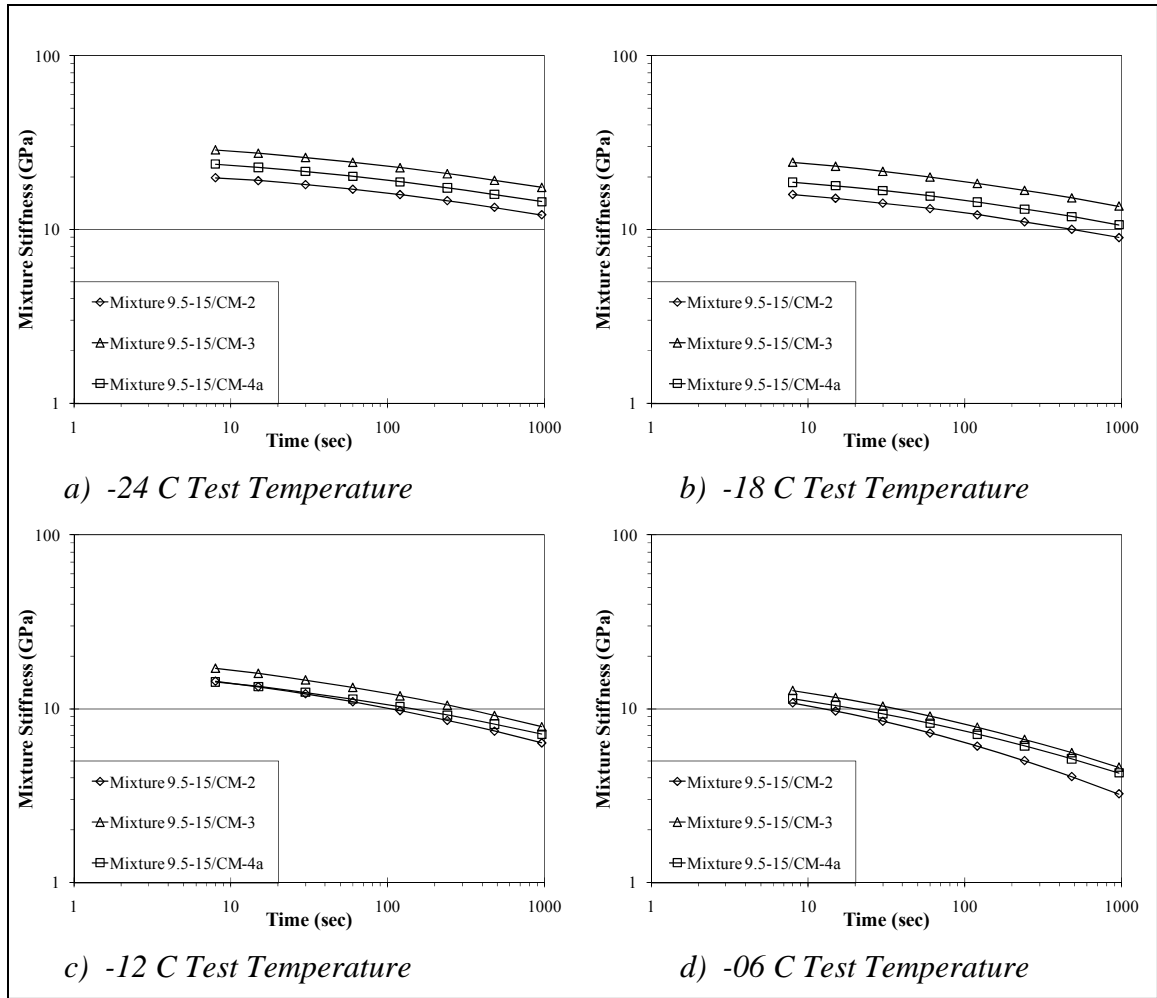 100
10
1
Mixture Stiffness (GPa)
Mixture 9.5-15/CM-2
Mixture 9.5-15/CM-3
Mixture 9.5-15/CM-4a
1 10 100 1000
Time (sec)
a) -24 C Test Temperature
100
10
1
Mixture Stiffness (GPa)
Mixture 9.5-15/CM-2
Mixture 9.5-15/CM-3
Mixture 9.5-15/CM-4a
1 10 100 1000
Time (sec)
b) -18 C Test Temperature
100
10
1
Mixture Stiffness (GPa)
Mixture 9.5-15/CM-2
Mixture 9.5-15/CM-3
Mixture 9.5-15/CM-4a
1 10 100 1000
Time (sec)
c) -12 C Test Temperature
100
10
1
Mixture Stiffness (GPa)
Mixture 9.5-15/CM-2
Mixture 9.5-15/CM-3
Mixture 9.5-15/CM-4a
1 10 100 1000
Time (sec)
d) -06 C Test Temperature